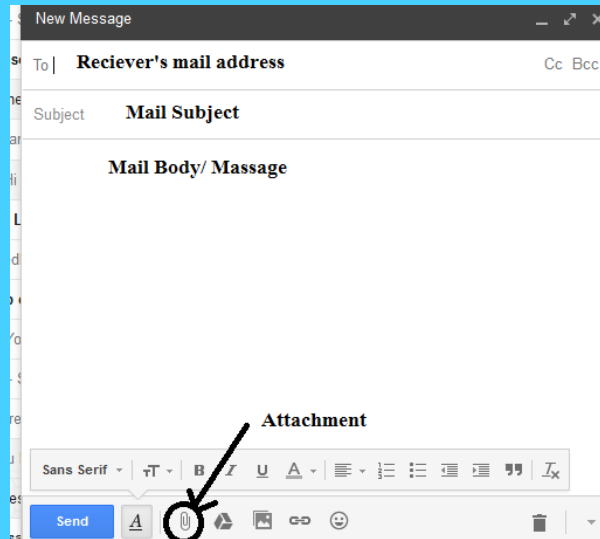 New Message
To Reciever's mail address Cc Bcc
Subject Mail Subject
Mail Body/ Massage
Attachment
Sans Serif
B I U A
Send A